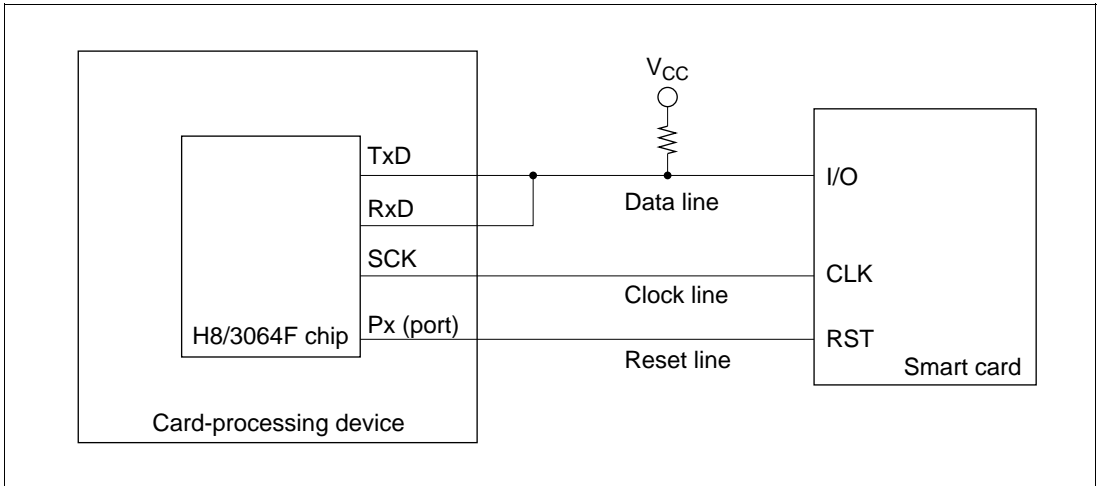 VCC
TxD
I/O
Data line
RxD
SCK
CLK
Clock line
Px (port)
H8/3064F chip
RST
Reset line
Smart card
Card-processing device